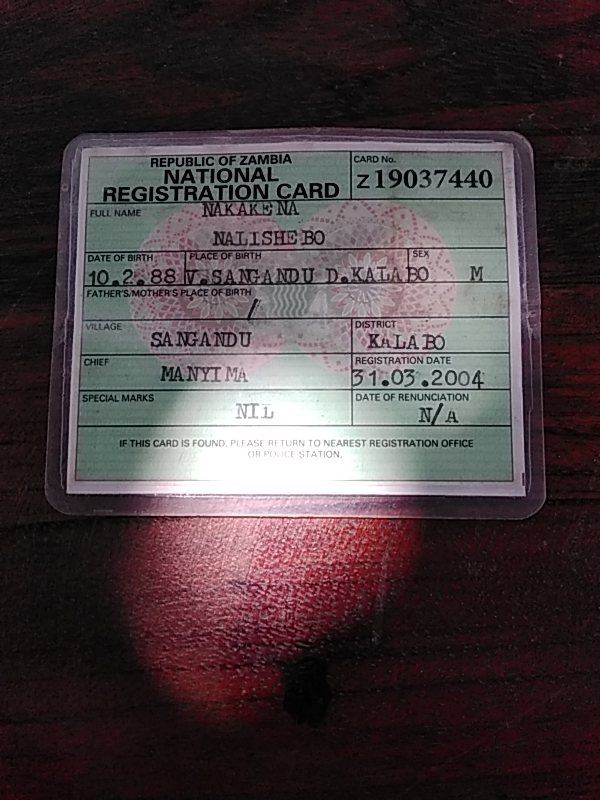 REPUBLIC OF ZAMBIA
NATIONAL
REGISTRATION CARD
CARD No.
Z19037440
FULL NAME
NAKAKENA
NALISHEBO
DATE OF BIRTH PLACE OF BIRTH SEX
10.2.88 V.SANGANDU D.KALABO M
FATHER'S/MOTHER'S PLACE OF BIRTH
/
VILLAGE DISTRICT
SANGANDU KALABO
CHIEF REGISTRATION DATE
MANYIMA 31.03.2004
SPECIAL MARKS DATE OF RENUNCIATION
NIL N/A
IF THIS CARD IS FOUND, PLEASE RETURN TO NEAREST REGISTRATION OFFICE
OR POLICE STATION.